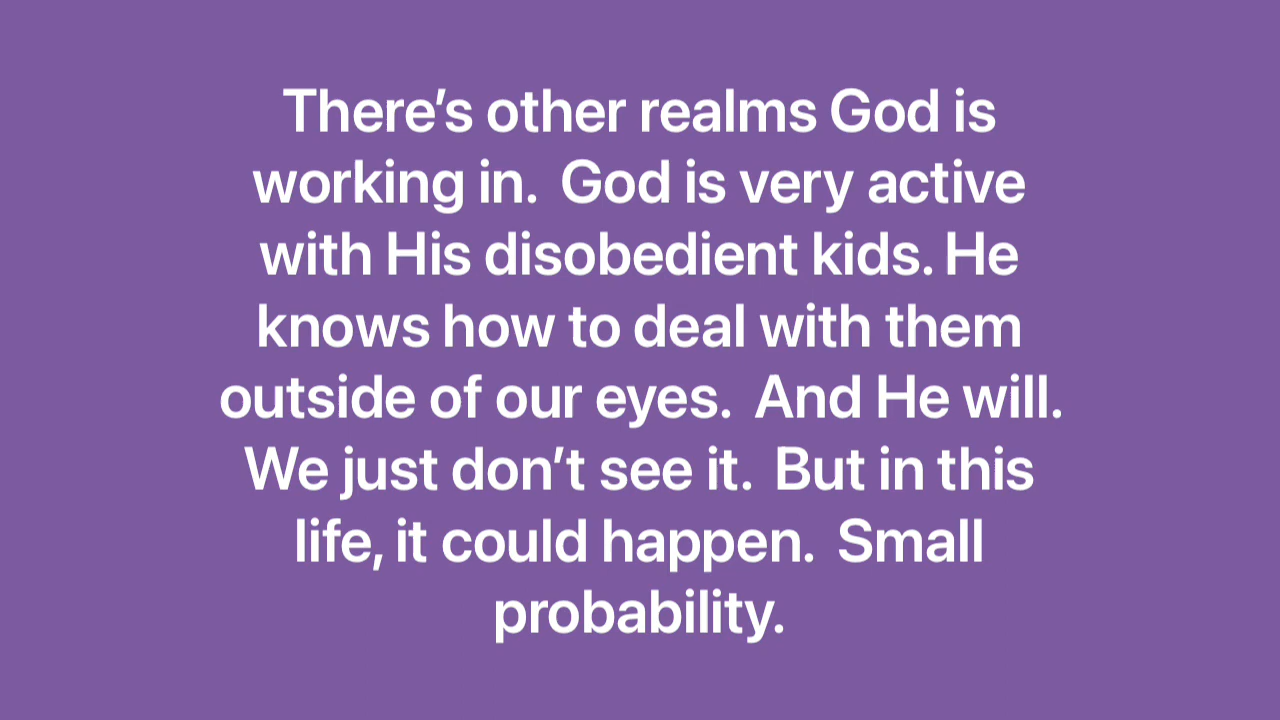 There’s other realms God is
working in.  God is very active
with His disobedient kids. He
knows how to deal with them
outside of our eyes.  And He will.
We just don’t see it.  But in this
life, it could happen.  Small
probability.